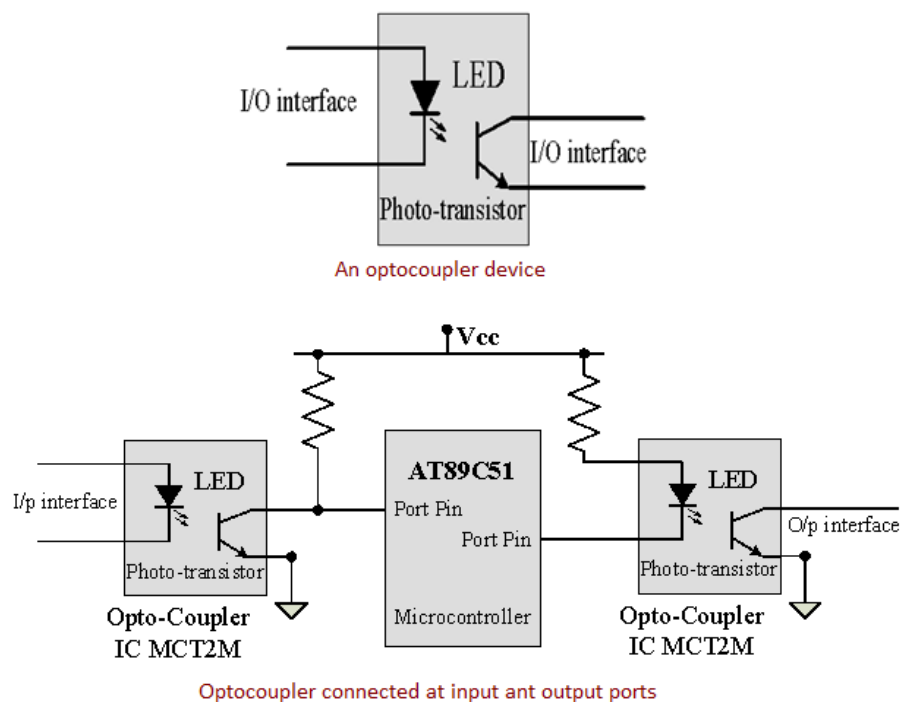 LED
I/O interface
I/O interface
Photo-transistor
An optocoupler device
Vcc
LED
I/p interface
Photo-transistor
Opto-Coupler
IC MCT2M
AT89C51
Port Pin
Port Pin
Microcontroller
LED
O/p interface
Photo-transistor
Opto-Coupler
IC MCT2M
Optocoupler connected at input ant output ports